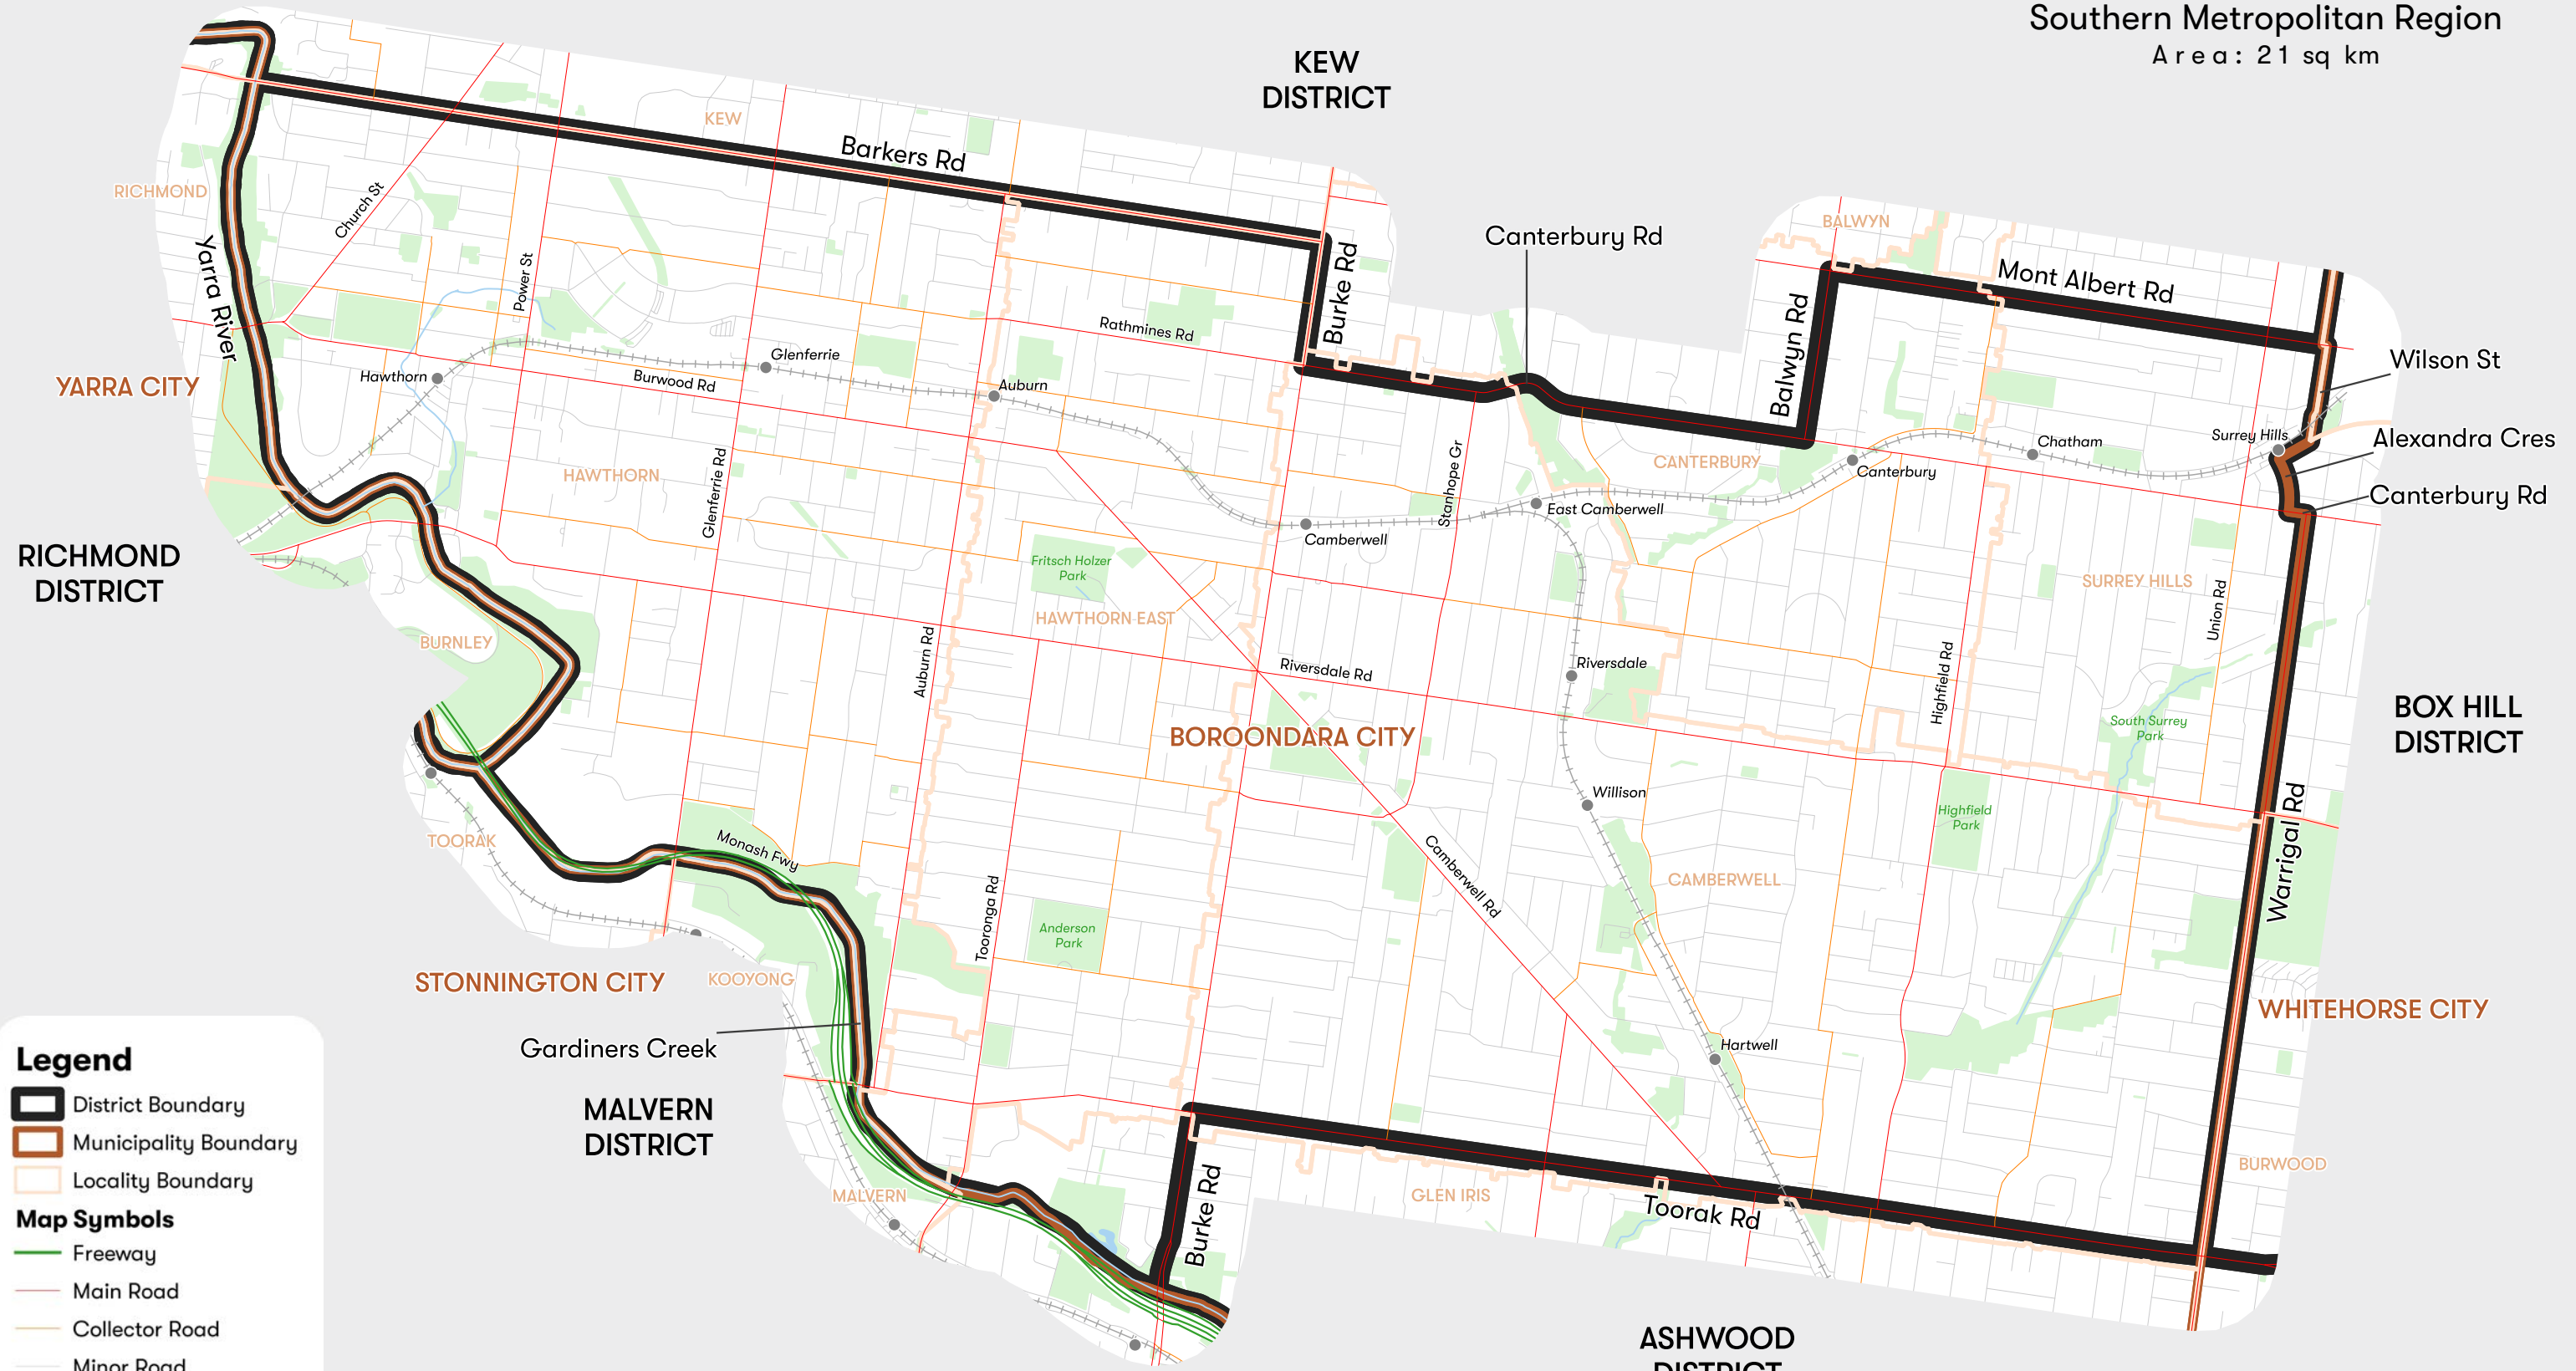 Southern Metropolitan Region
Area: 21 sq km
KEW
DISTRICT
KEW
Barkers Rd
RICHMOND
Church St
Yarra River
Power St
Burke Rd
Canterbury Rd
BALWYN
Mont Albert Rd
Balwyn Rd
Rathmines Rd
Wilson St
YARRA CITY
Hawthorn
Glenferrie
Burwood Rd
Auburn
Alexandra Cres
Surrey Hills
Chatham
Canterbury
CANTERBURY
HAWTHORN
Glenferrie Rd
Stanhope Gr
East Camberwell
Canterbury Rd
Camberwell
RICHMOND
DISTRICT
Fritsch Holzer
Park
HAWTHORN EAST
SURREY HILLS
Union Rd
BURNLEY
Auburn Rd
Riversdale Rd
Riversdale
Highfield Rd
BOROONDARA CITY
South Surrey
Park
BOX HILL
DISTRICT
Willison
Highfield
Park
Warrigal Rd
TOORAK
Monash Fwy
Camberwell Rd
CAMBERWELL
Tooronga Rd
Anderson
Park
STONNINGTON CITY
KOOYONG
WHITEHORSE CITY
Gardiners Creek
Hartwell
MALVERN
DISTRICT
MALVERN
Burke Rd
GLEN IRIS
Toorak Rd
BURWOOD
ASHWOOD
DISTRICT
Legend
District Boundary
Municipality Boundary
Locality Boundary
Map Symbols
Freeway
Main Road
Collector Road
Minor Road